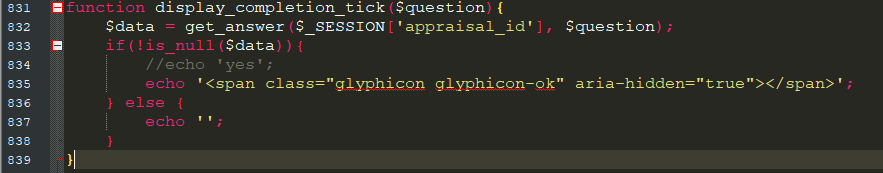 831 function display_completion_tick($question){
832     $data = get_answer($_SESSION['appraisal_id'], $question);
833     if(!is_null($data)){
834         //echo 'yes';
835         echo '<span class="glyphicon glyphicon-ok" aria-hidden="true"></span>';
836     } else {
837         echo '';
838     }
839 }